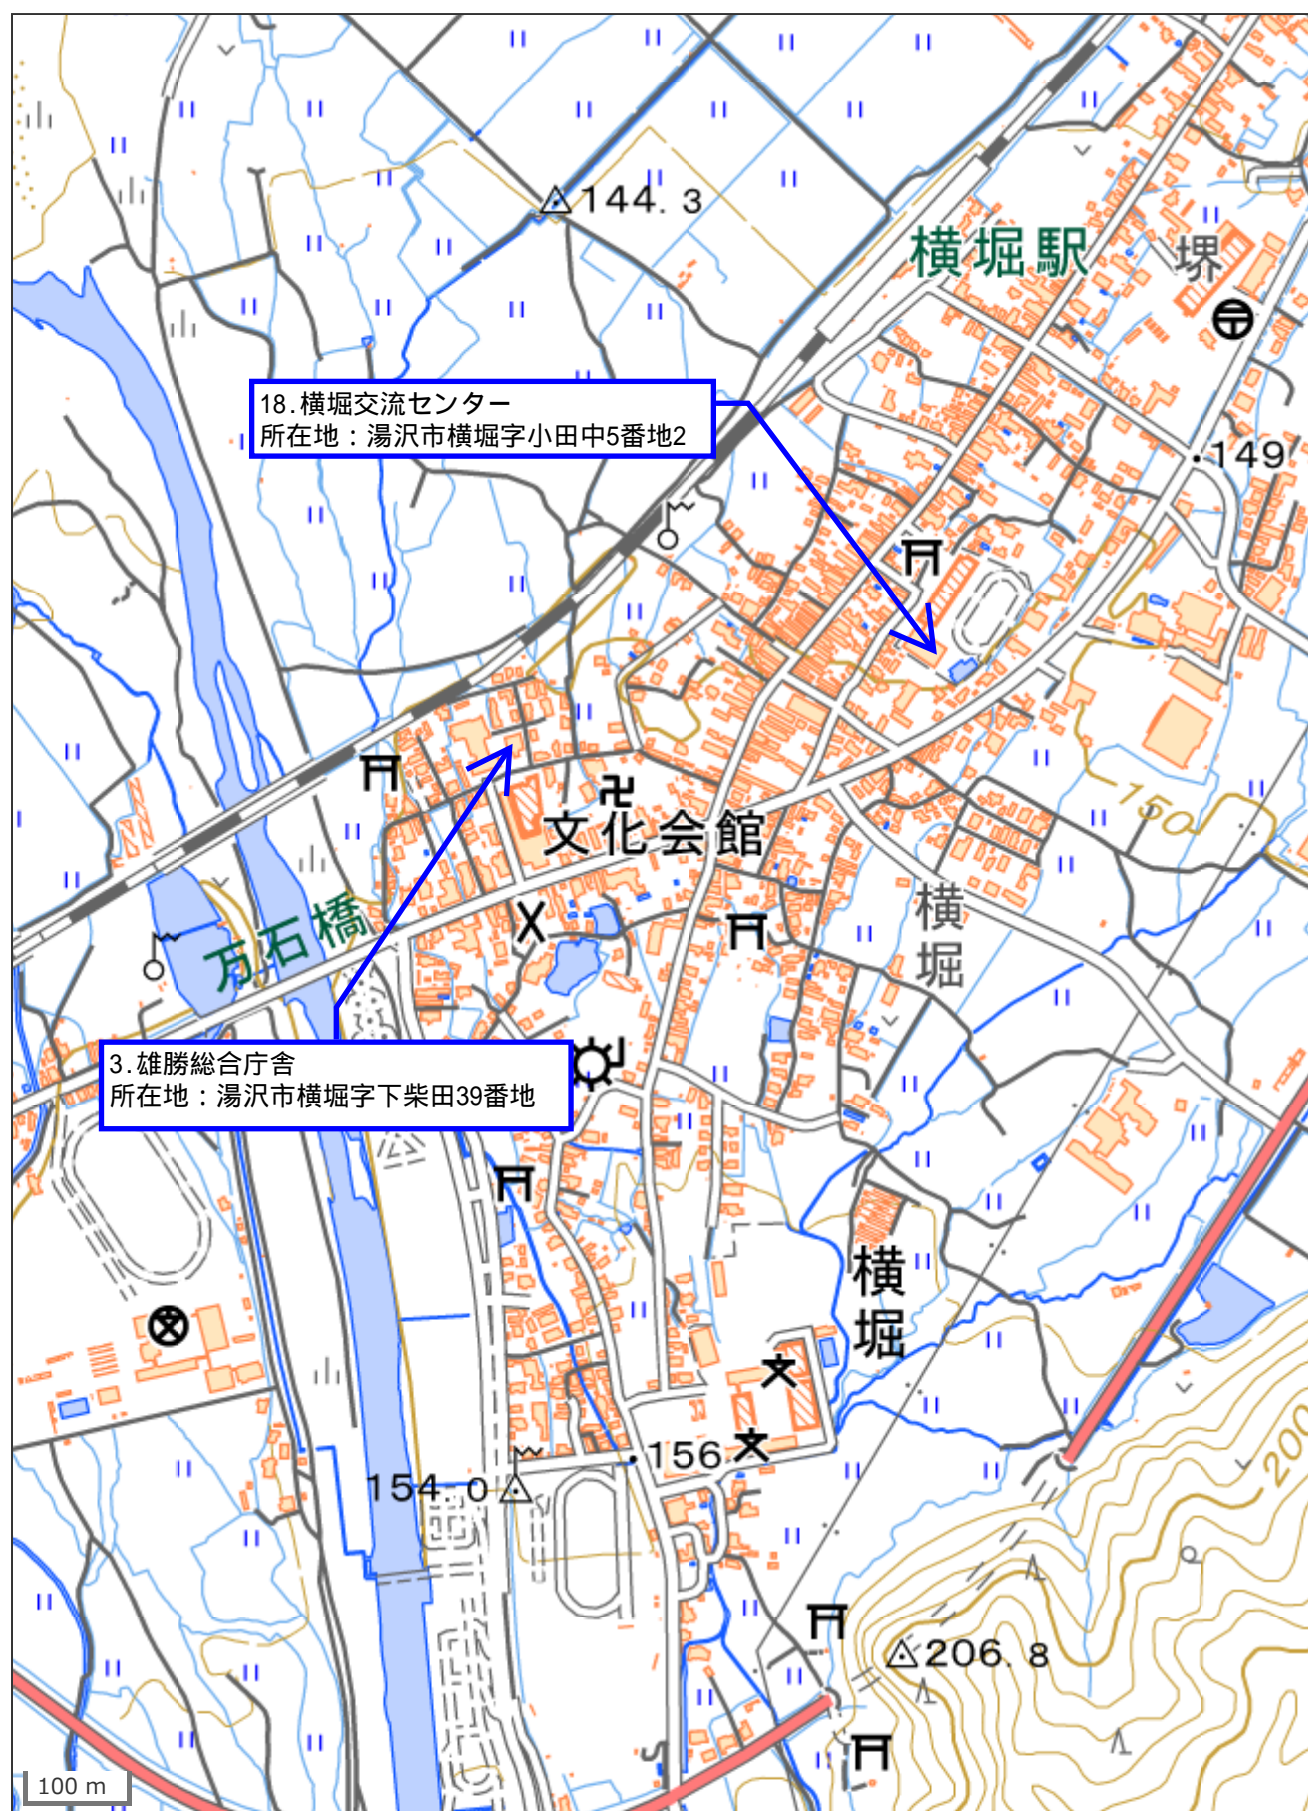 144.3
横堀駅
堺
18.横堀交流センター
所在地：湯沢市横堀字小田中5番地2
149
文化会館
150
万石橋
横堀
3.雄勝総合庁舎
所在地：湯沢市横堀字下柴田39番地
横堀
156
154.0
200
206.8
100 m